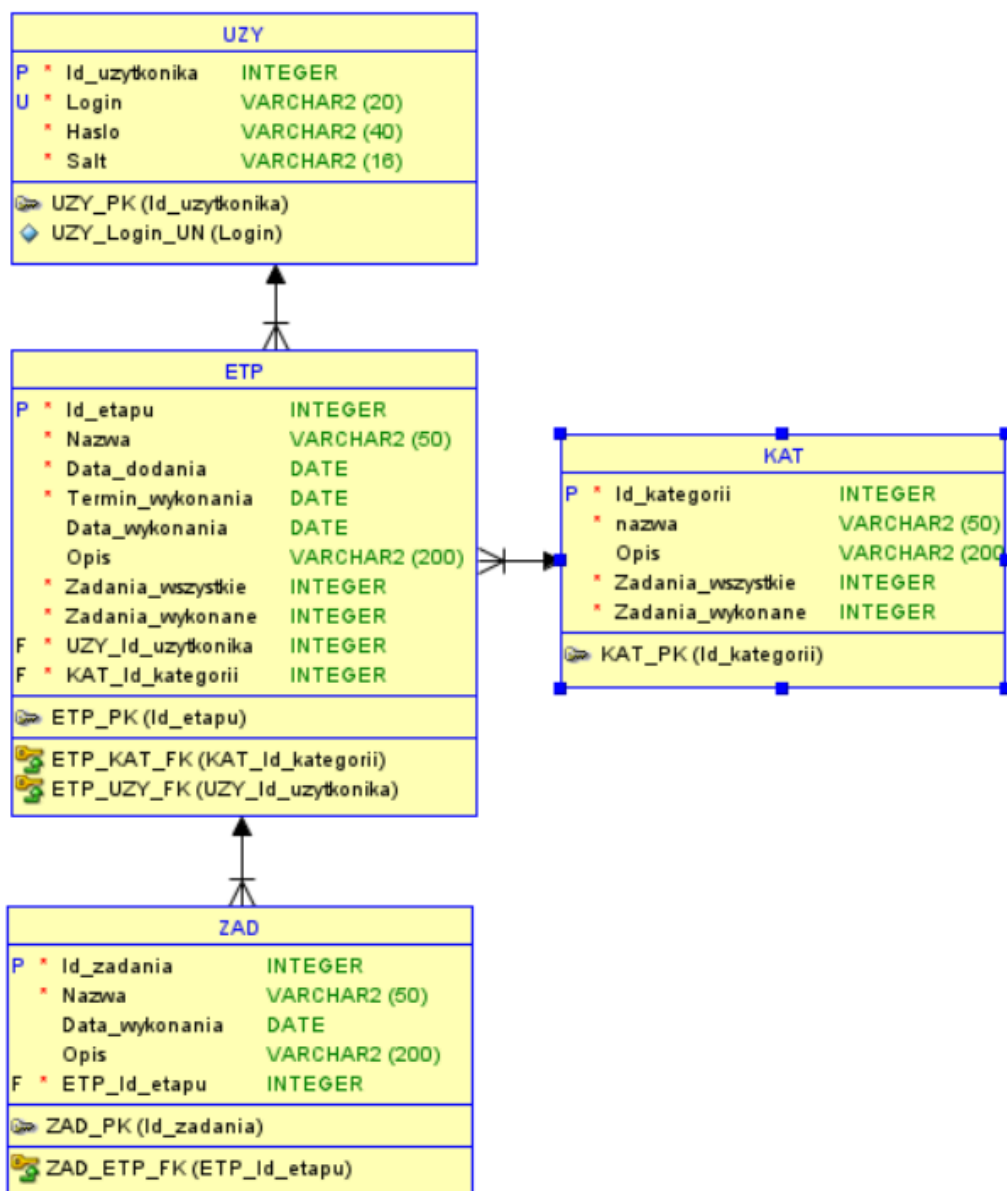 UZY
P * Id_uzytkonika INTEGER
U * Login VARCHAR2 (20)
* Haslo VARCHAR2 (40)
* Salt VARCHAR2 (16)
UZY_PK (Id_uzytkonika)
UZY_Login_UN (Login)
ETP
P * Id_etapu INTEGER
* Nazwa VARCHAR2 (50)
* Data_dodania DATE
* Termin_wykonania DATE
Data_wykonania DATE
Opis VARCHAR2 (200)
* Zadania_wszystkie INTEGER
* Zadania_wykonane INTEGER
F * UZY_Id_uzytkonika INTEGER
F * KAT_Id_kategorii INTEGER
ETP_PK (Id_etapu)
ETP_KAT_FK (KAT_Id_kategorii)
ETP_UZY_FK (UZY_Id_uzytkonika)
KAT
P * Id_kategorii INTEGER
* nazwa VARCHAR2 (50)
Opis VARCHAR2 (200
* Zadania_wszystkie INTEGER
* Zadania_wykonane INTEGER
KAT_PK (Id_kategorii)
ZAD
P * Id_zadania INTEGER
* Nazwa VARCHAR2 (50)
Data_wykonania DATE
Opis VARCHAR2 (200)
F * ETP_Id_etapu INTEGER
ZAD_PK (Id_zadania)
ZAD_ETP_FK (ETP_Id_etapu)